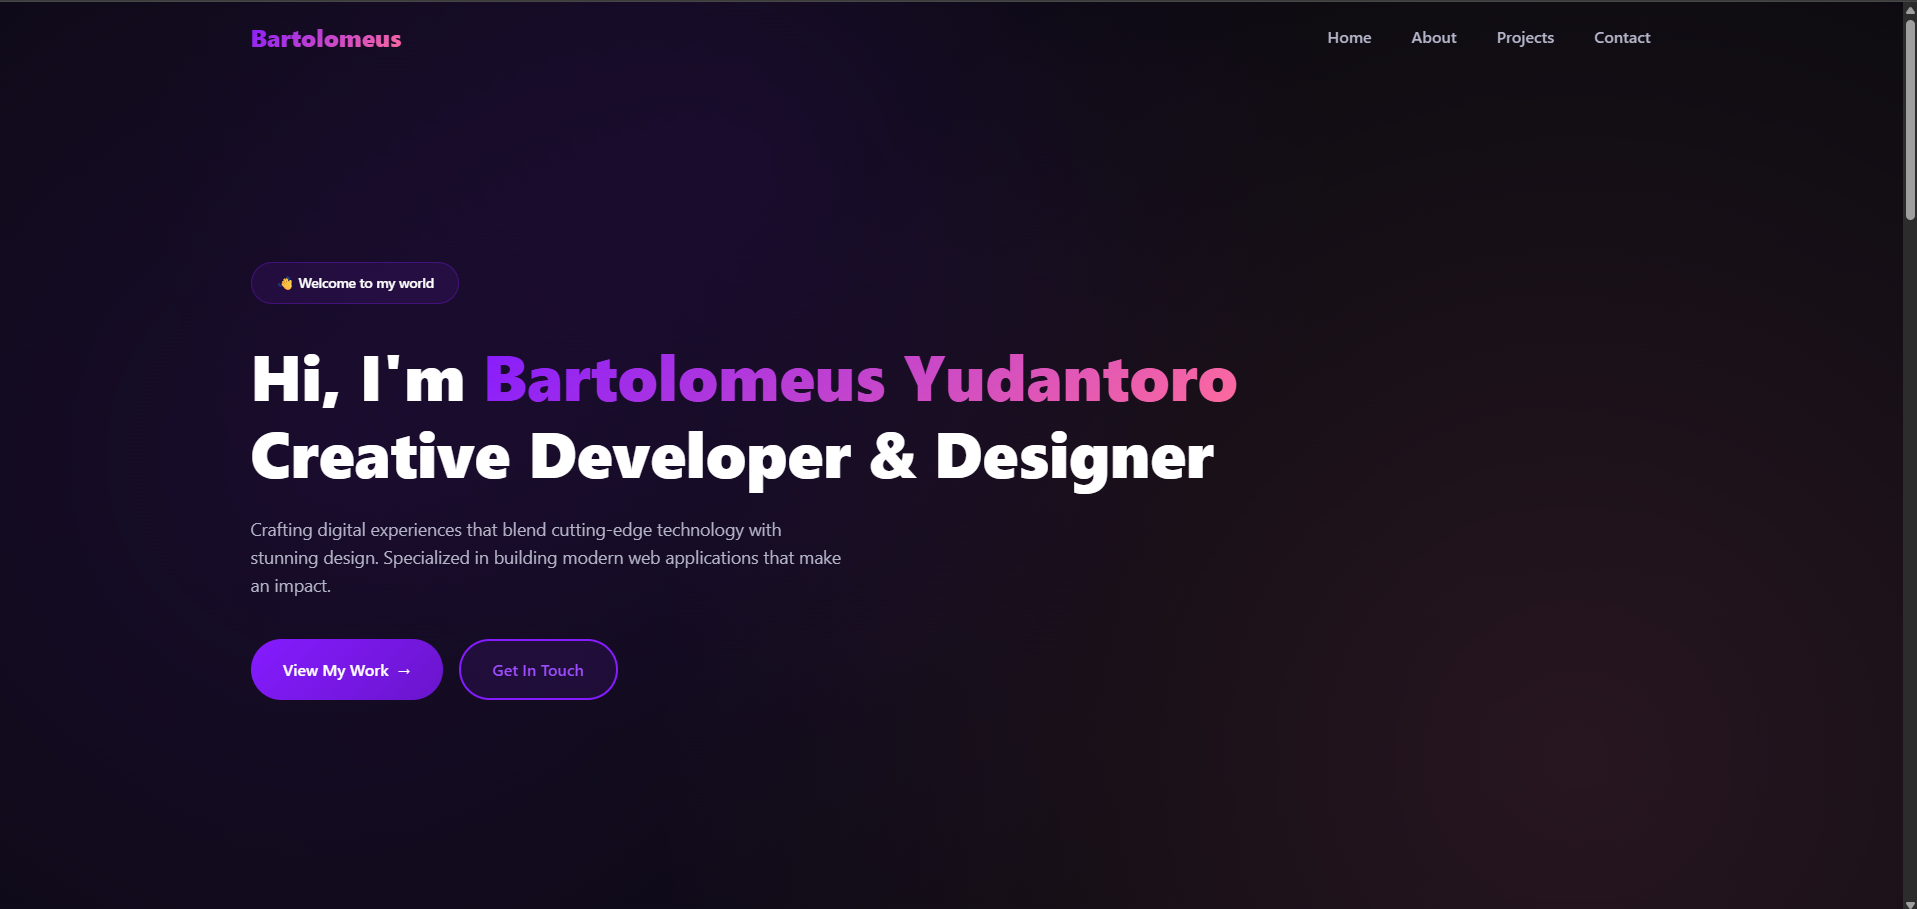 Bartolomeus
Home
About
Projects
Contact
👋 Welcome to my world
Hi, I'm Bartolomeus Yudantoro
Creative Developer & Designer
Crafting digital experiences that blend cutting-edge technology with
stunning design. Specialized in building modern web applications that make
an impact.
View My Work →
Get In Touch